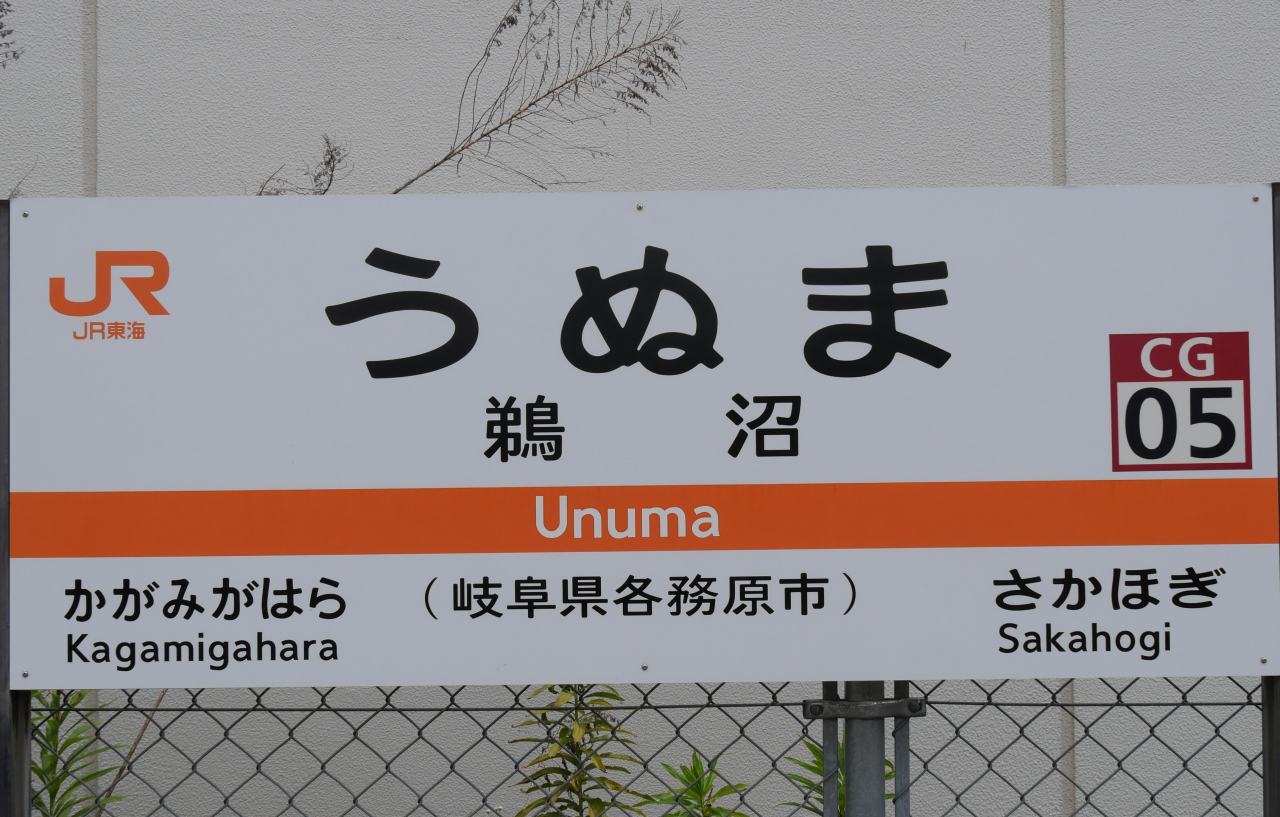 JR
JR東海
うぬま
鵜沼
CG
05
Unuma
かがみがはら
Kagamigahara
（岐阜県各務原市）
さかほぎ
Sakahogi